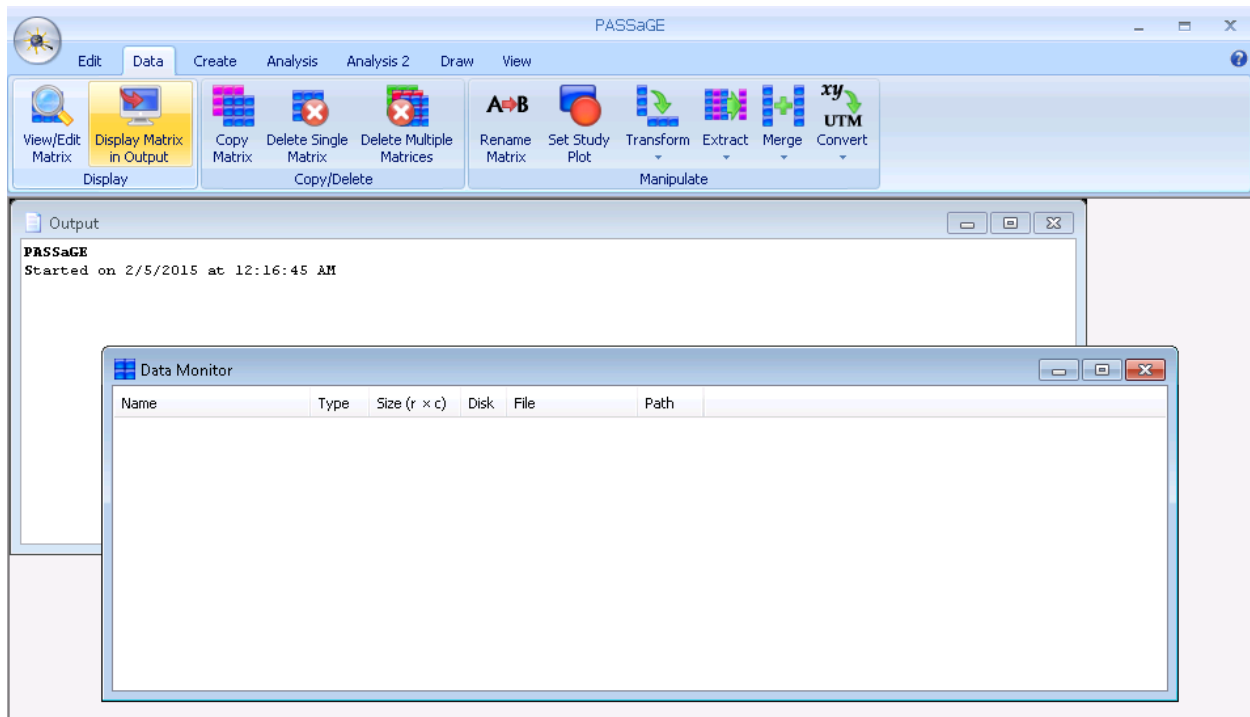 PASSaGE
Edit Data Create Analysis Analysis 2 Draw View
View/Edit Matrix
Display Matrix in Output
Copy Matrix
Delete Single Matrix
Delete Multiple Matrices
A B
Rename Matrix
Set Study Plot
Transform
Extract
Merge
xy UTM
Convert
Display Copy/Delete Manipulate
Output
PASSaGE
Started on 2/5/2015 at 12:16:45 AM
Data Monitor
Name Type Size (r × c) Disk File Path